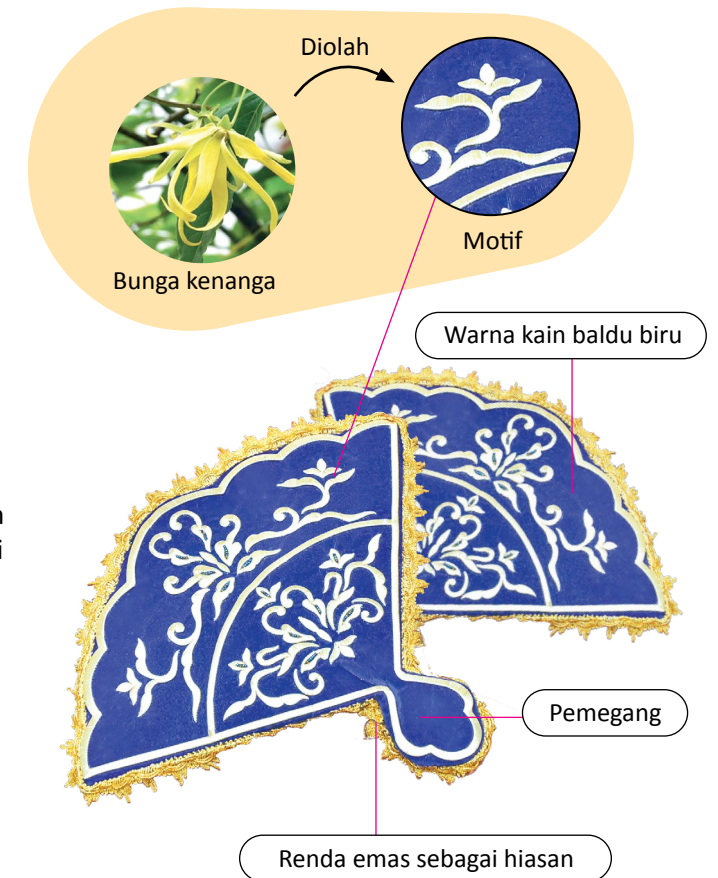 Diolah
Motif
Bunga kenanga
Warna kain baldu biru
Pemegang
Renda emas sebagai hiasan